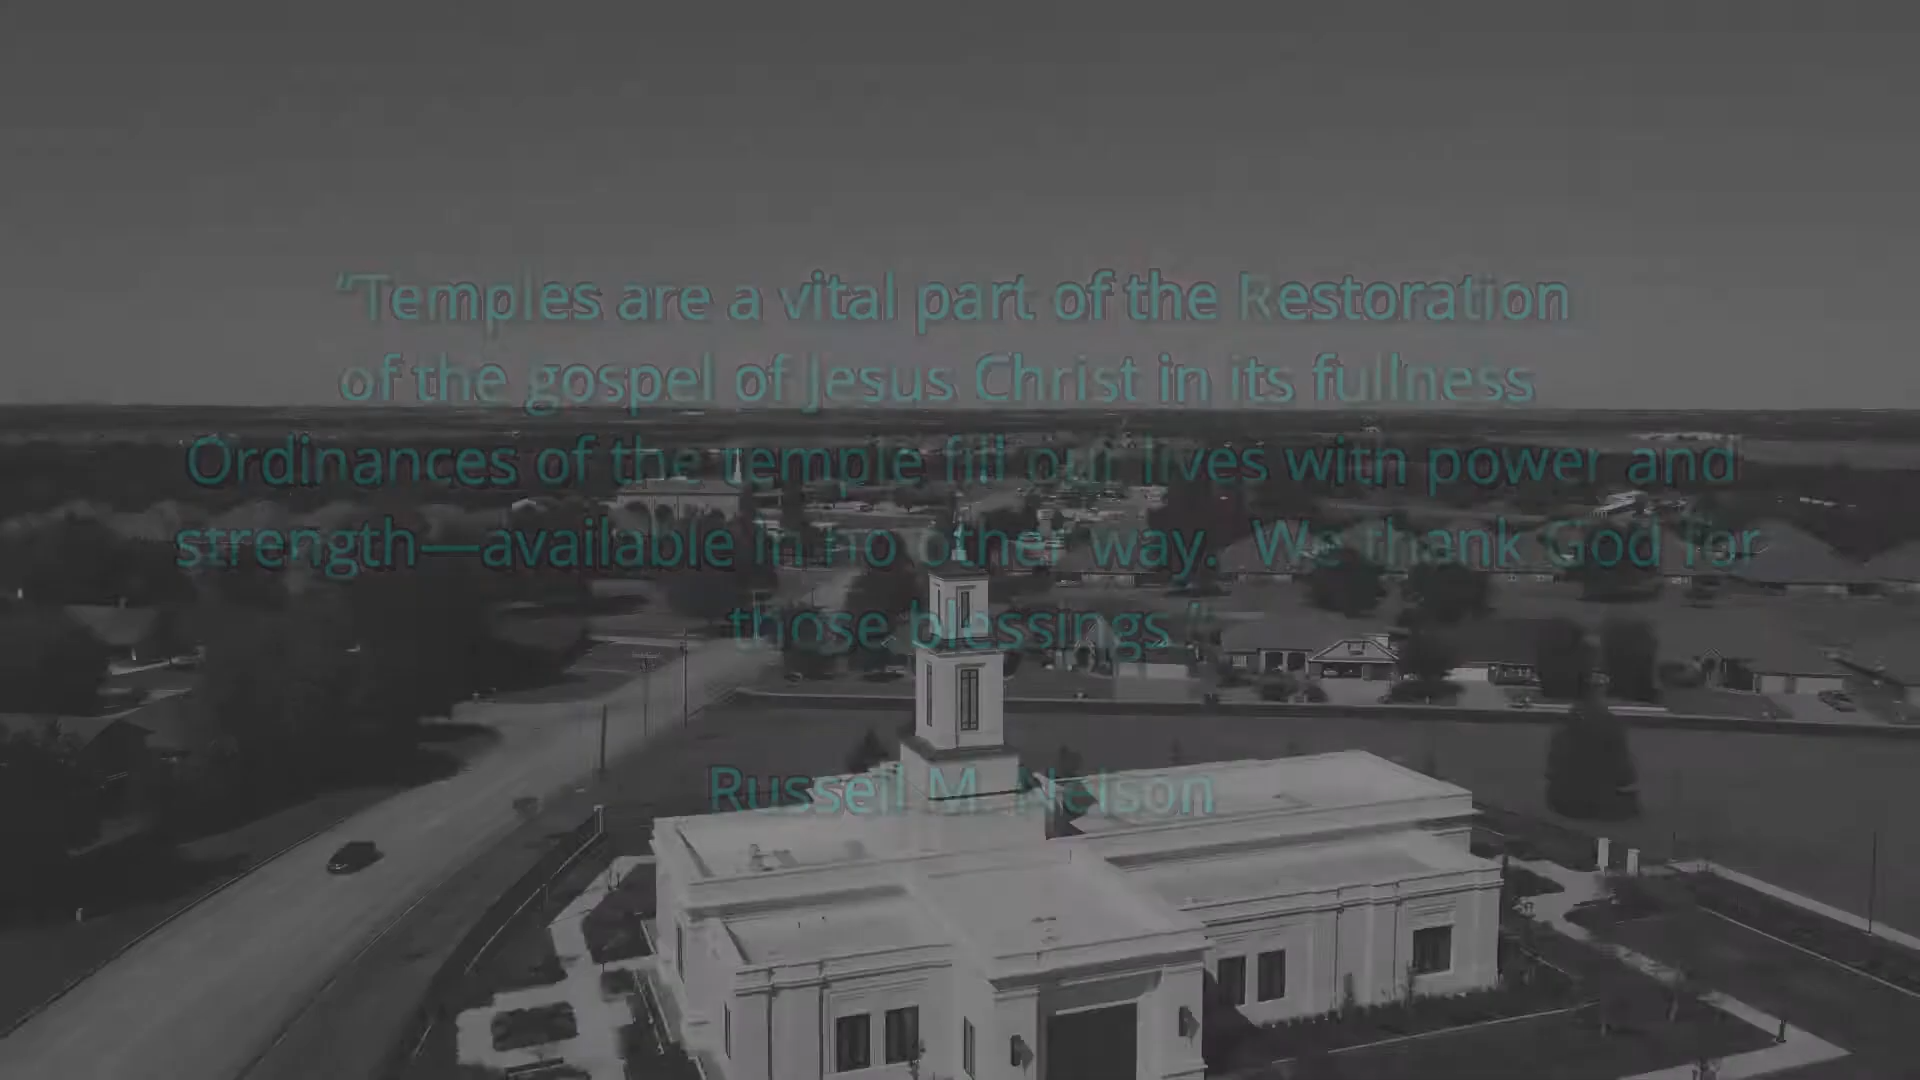 “Temples are a vital part of the Restoration
of the gospel of Jesus Christ in its fullness
Ordinances of the temple fill our lives with power and
strength—available in no other way.  We thank God for
those blessings.”
Russell M. Nelson